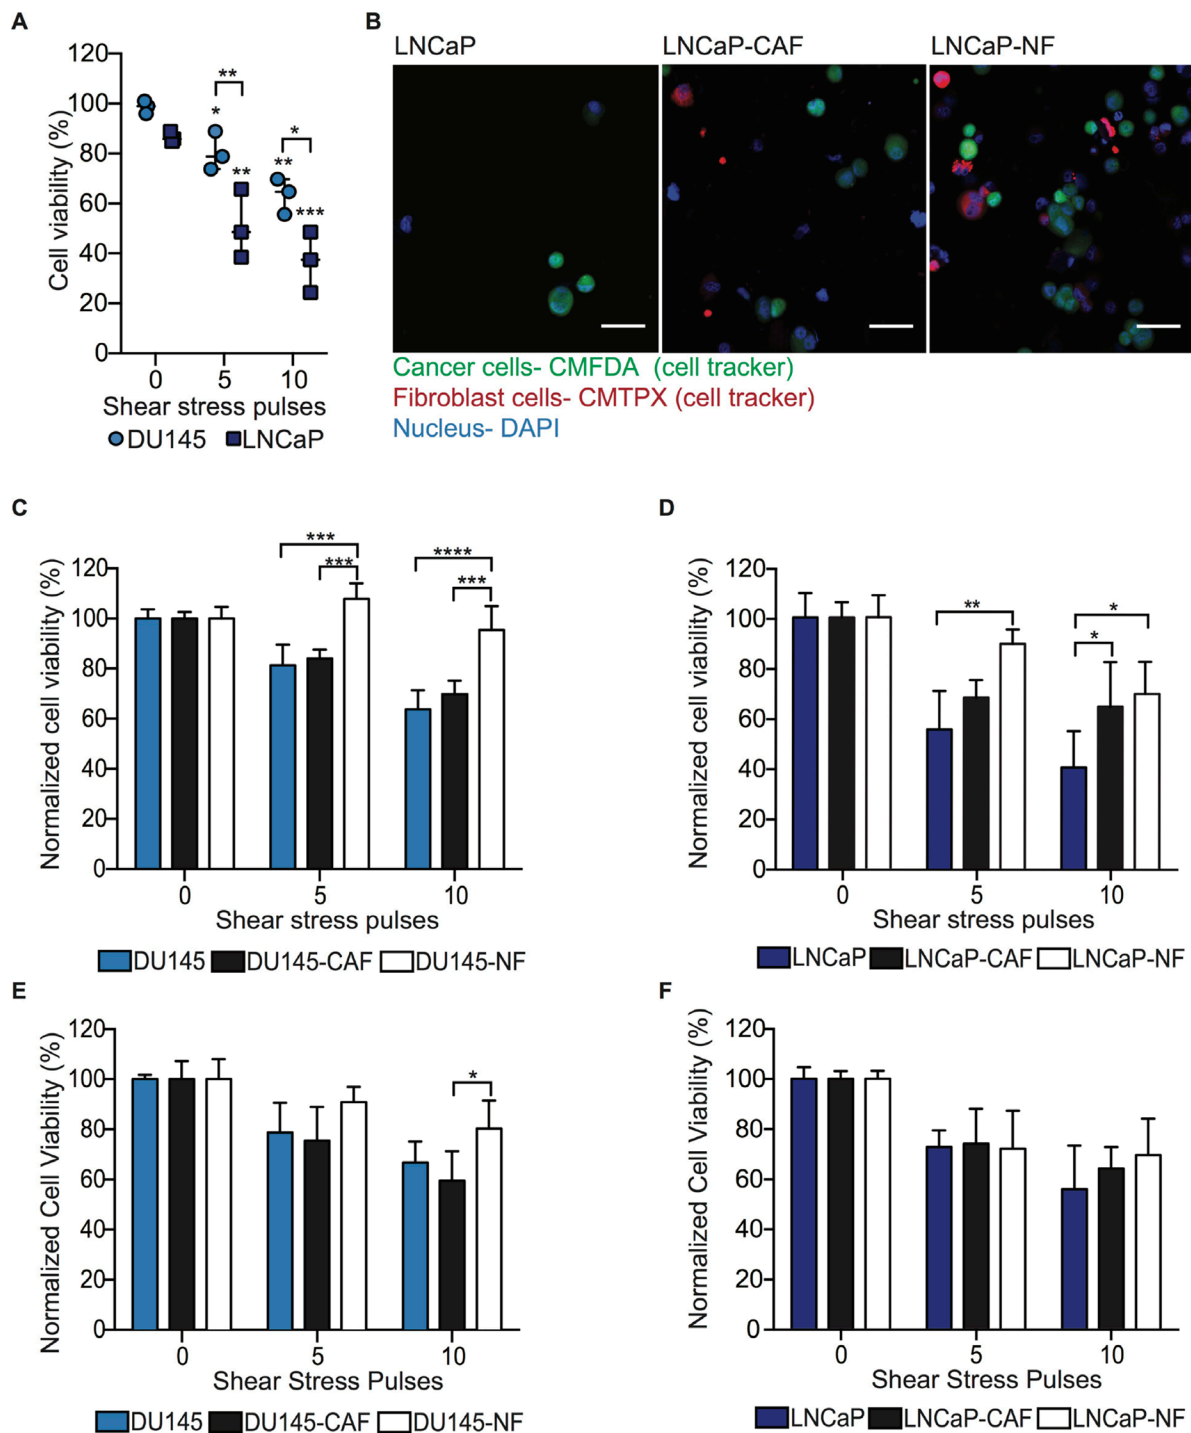 A
120
100
80
60
40
20
0
Cell viability (%)
**
*
**
*
**
***
0 5 10
Shear stress pulses
DU145 LNCaP
B
LNCaP LNCaP-CAF LNCaP-NF
Cancer cells- CMFDA (cell tracker)
Fibroblast cells- CMTPX (cell tracker)
Nucleus- DAPI
C
120
100
80
60
40
20
0
Normalized cell viability (%)
***
***
****
***
0 5 10
Shear stress pulses
DU145 DU145-CAF DU145-NF
D
120
100
80
60
40
20
0
Normalized cell viability (%)
**
*
*
0 5 10
Shear stress pulses
LNCaP LNCaP-CAF LNCaP-NF
E
120
100
80
60
40
20
0
Normalized Cell Viability (%)
*
0 5 10
Shear Stress Pulses
DU145 DU145-CAF DU145-NF
F
120
100
80
60
40
20
0
Normalized Cell Viability (%)
0 5 10
Shear Stress Pulses
LNCaP LNCaP-CAF LNCaP-NF